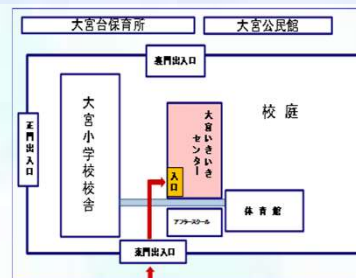 大宮台保育所
大宮公民館
裏門出入口
正門出入口
大宮小学校校舎
大宮いきいき
センター
入口
校庭
アフタースクール
体育館
東門出入口